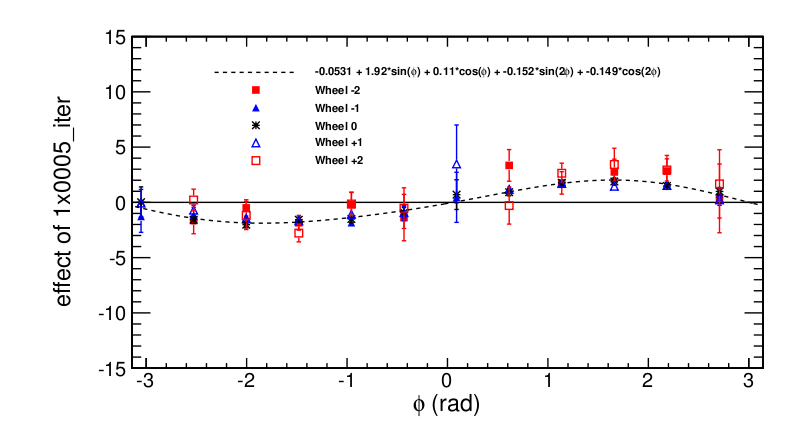 effect of 1x0005_iter
15
10
5
0
-5
-10
-15
-0.0531 + 1.92*sin(ϕ) + 0.11*cos(ϕ) + -0.152*sin(2ϕ) + -0.149*cos(2ϕ)
Wheel -2
Wheel -1
Wheel 0
Wheel +1
Wheel +2
-3 -2 -1 0 1 2 3
ϕ (rad)